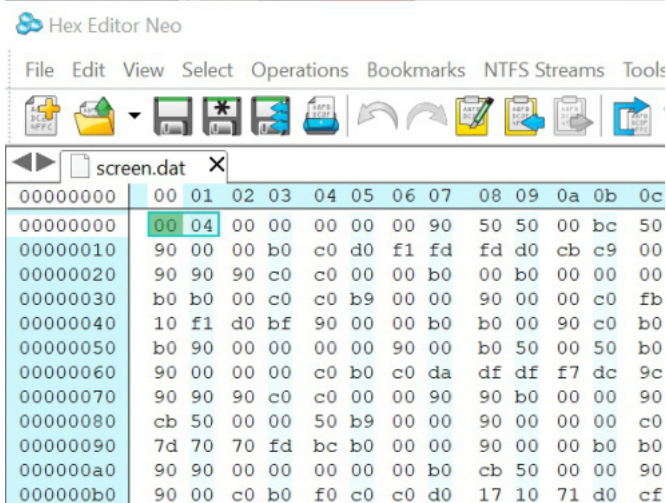 Hex Editor Neo
File Edit View Select Operations Bookmarks NTFS Streams Tools
screen.dat X
00000000 00 01 02 03 04 05 06 07 08 09 0a 0b 0c
00000000 00 04 00 00 00 00 00 90 50 50 00 bc 50
00000010 90 00 00 b0 c0 d0 f1 fd fd d0 cb c9 00
00000020 90 90 90 c0 c0 00 00 b0 00 b0 00 00 00
00000030 b0 b0 00 c0 c0 b9 00 00 90 00 00 c0 fb
00000040 10 f1 d0 bf 90 00 00 b0 b0 00 90 c0 b0
00000050 b0 90 00 00 00 00 90 00 b0 50 00 50 b0
00000060 90 00 00 00 c0 b0 c0 da df df f7 dc 9c
00000070 90 90 90 c0 c0 00 00 90 90 b0 00 00 90
00000080 cb 50 00 00 50 b9 00 00 90 00 00 00 c0
00000090 7d 70 70 fd bc b0 00 00 90 00 00 b0 b0
000000a0 90 90 00 00 00 00 00 b0 cb 50 00 00 90
000000b0 90 00 c0 b0 f0 c0 c0 d0 17 10 71 d0 cf